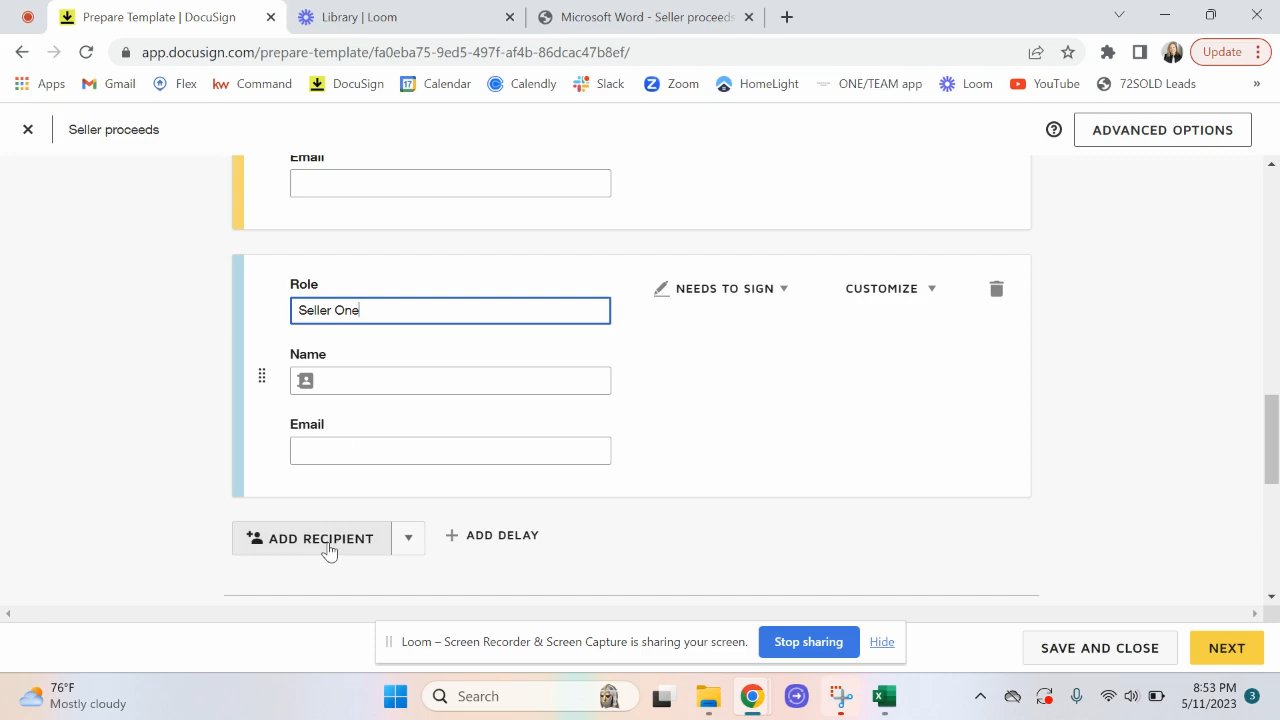 Prepare Template | DocuSign
Library | Loom
Microsoft Word - Seller proceeds
app.docusign.com/prepare-template/fa0eba75-9ed5-497f-af4b-86dcac47b8ef/
Update
Apps
Gmail
Flex
kw Command
DocuSign
17 Calendar
Calendly
Slack
Zoom
HomeLight
ONE/TEAM app
Loom
YouTube
72SOLD Leads
»
Seller proceeds
ADVANCED OPTIONS
Email
Role
NEEDS TO SIGN
CUSTOMIZE
Seller One
Name
Email
ADD RECIPIENT
ADD DELAY
Loom – Screen Recorder & Screen Capture is sharing your screen.
Stop sharing
Hide
SAVE AND CLOSE
NEXT
76°F
Mostly cloudy
Search
8:53 PM
5/11/2023
3